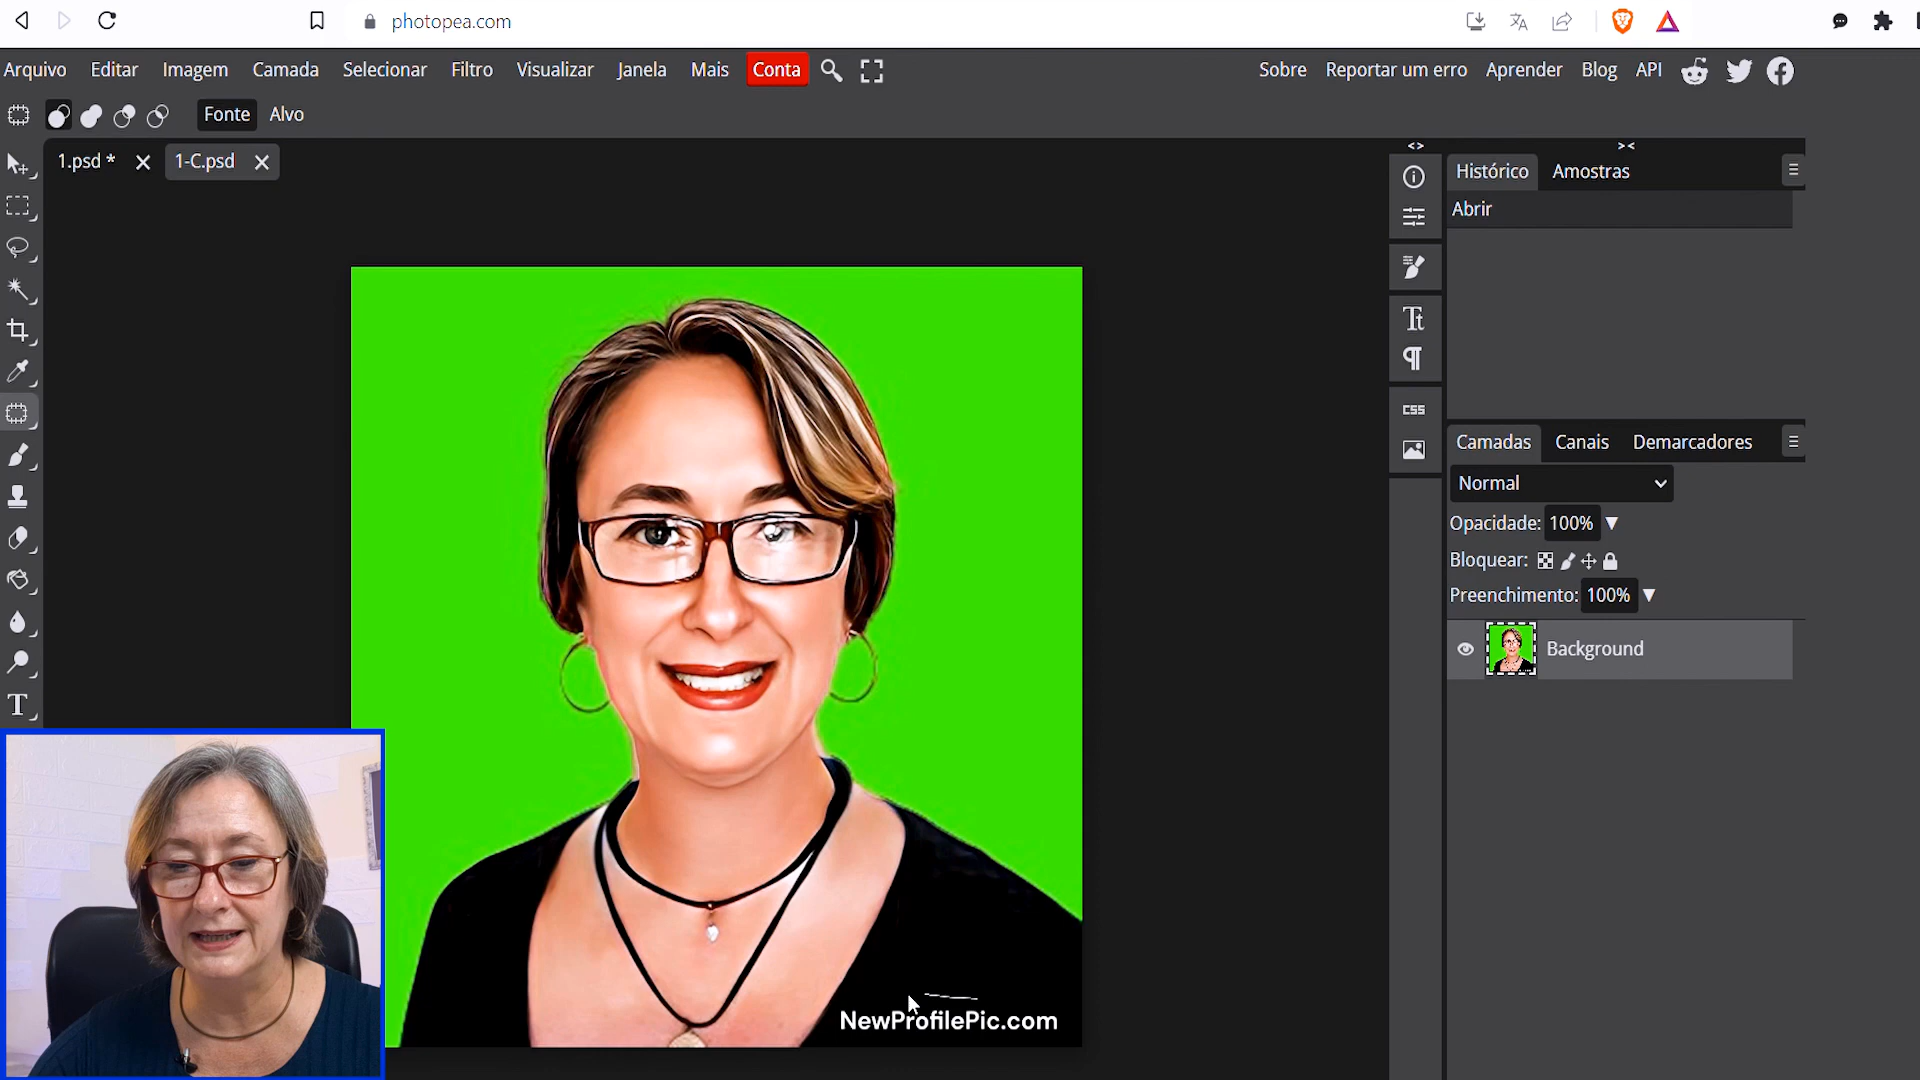 photopea.com
Arquivo Editar Imagem Camada Selecionar Filtro Visualizar Janela Mais Conta Sobre Reportar um erro Aprender Blog API
Fonte Alvo
1.psd * 1-C.psd
Histórico Amostras
Abrir
Tt
¶
CSS
Camadas Canais Demarcadores
Normal
Opacidade: 100%
Bloquear:
Preenchimento: 100%
Background
T
NewProfilePic.com